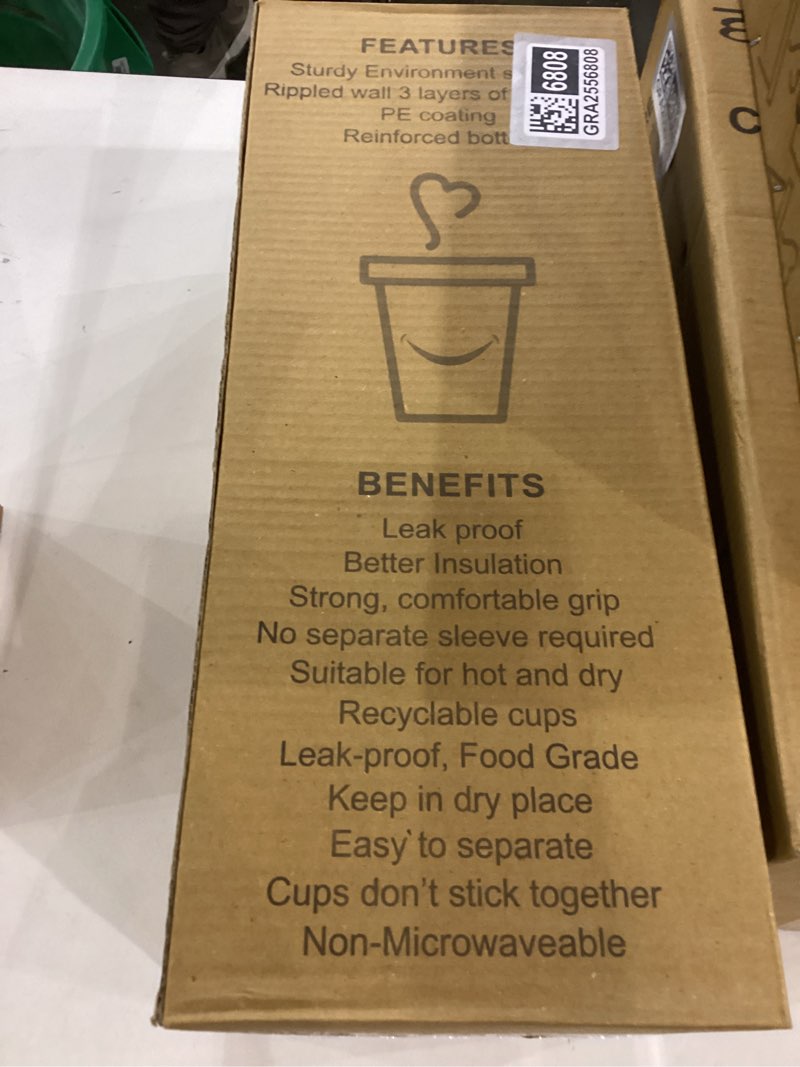 FEATURES
Sturdy Environment
Rippled wall 3 layers of
PE coating
Reinforced
6808
GRA2556808
BENEFITS
Leak proof
Better Insulation
Strong, comfortable grip
No separate sleeve required
Suitable for hot and dry
Recyclable cups
Leak-proof, Food Grade
Keep in dry place
Easy to separate
Cups don't stick together
Non-Microwaveable
C